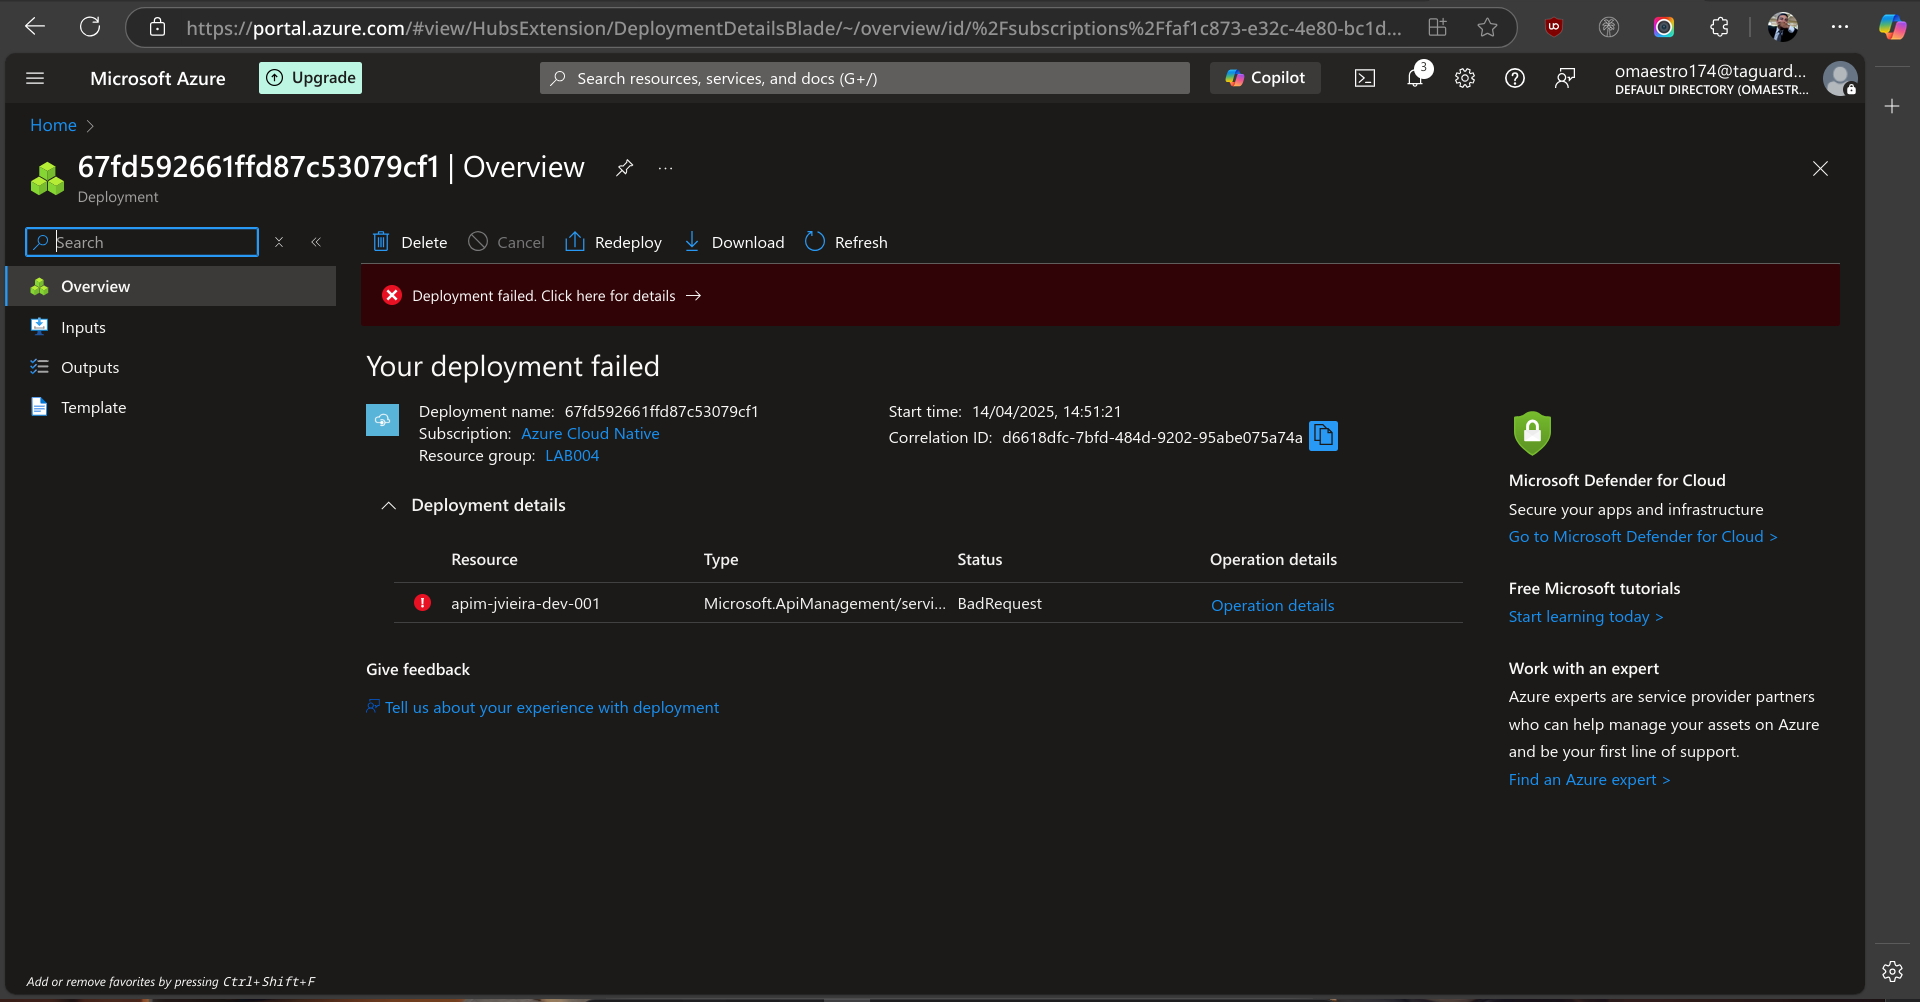 https://portal.azure.com/#view/HubsExtension/DeploymentDetailsBlade/~/overview/id/%2Fsubscriptions%2Ffaf1c873-e32c-4e80-bc1d...
Microsoft Azure
Upgrade
Search resources, services, and docs (G+/)
Copilot
3
omaestro174@taguard...
DEFAULT DIRECTORY (OMAESTR...
Home
67fd592661ffd87c53079cf1 | Overview
Deployment
Search
Delete
Cancel
Redeploy
Download
Refresh
Overview
Inputs
Outputs
Template
Deployment failed. Click here for details
Your deployment failed
Deployment name: 67fd592661ffd87c53079cf1
Subscription: Azure Cloud Native
Resource group: LAB004
Start time: 14/04/2025, 14:51:21
Correlation ID: d6618dfc-7bfd-484d-9202-95abe075a74a
Deployment details
Resource Type Status Operation details
apim-jvieira-dev-001 Microsoft.ApiManagement/servi... BadRequest Operation details
Give feedback
Tell us about your experience with deployment
Microsoft Defender for Cloud
Secure your apps and infrastructure
Go to Microsoft Defender for Cloud >
Free Microsoft tutorials
Start learning today >
Work with an expert
Azure experts are service provider partners
who can help manage your assets on Azure
and be your first line of support.
Find an Azure expert >
Add or remove favorites by pressing Ctrl+Shift+F